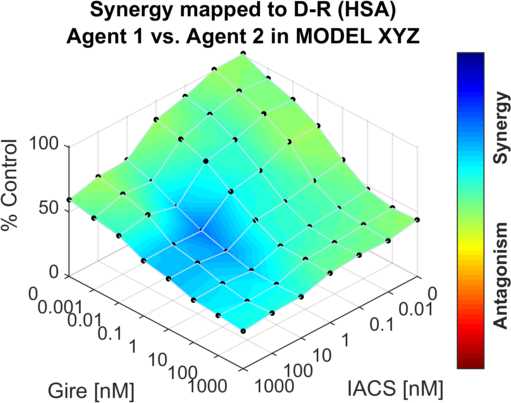 Synergy mapped to D-R (HSA)
Agent 1 vs. Agent 2 in MODEL XYZ
% Control
100
50
0
0
0.001
0.01
0.1
1
10
100
1000
Gire [nM]
1000
100
10
1
0.1
0.01
0
IACS [nM]
Synergy
Antagonism